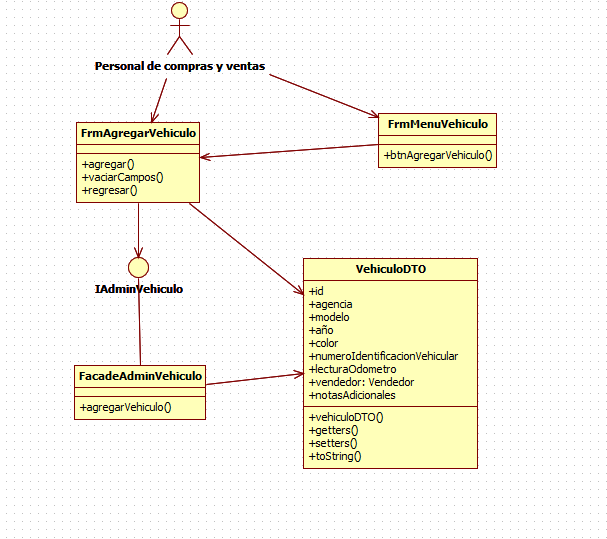 Personal de compras y ventas
FrmAgregarVehiculo
+agregar()
+vaciarCampos()
+regresar()
FrmMenuVehiculo
+btnAgregarVehiculo()
IAdminVehiculo
VehiculoDTO
+id
+agencia
+modelo
+año
+color
+numeroIdentificacionVehicular
+lecturaOdometro
+vendedor: Vendedor
+notasAdicionales
+vehiculoDTO()
+getters()
+setters()
+toString()
FacadeAdminVehiculo
+agregarVehiculo()